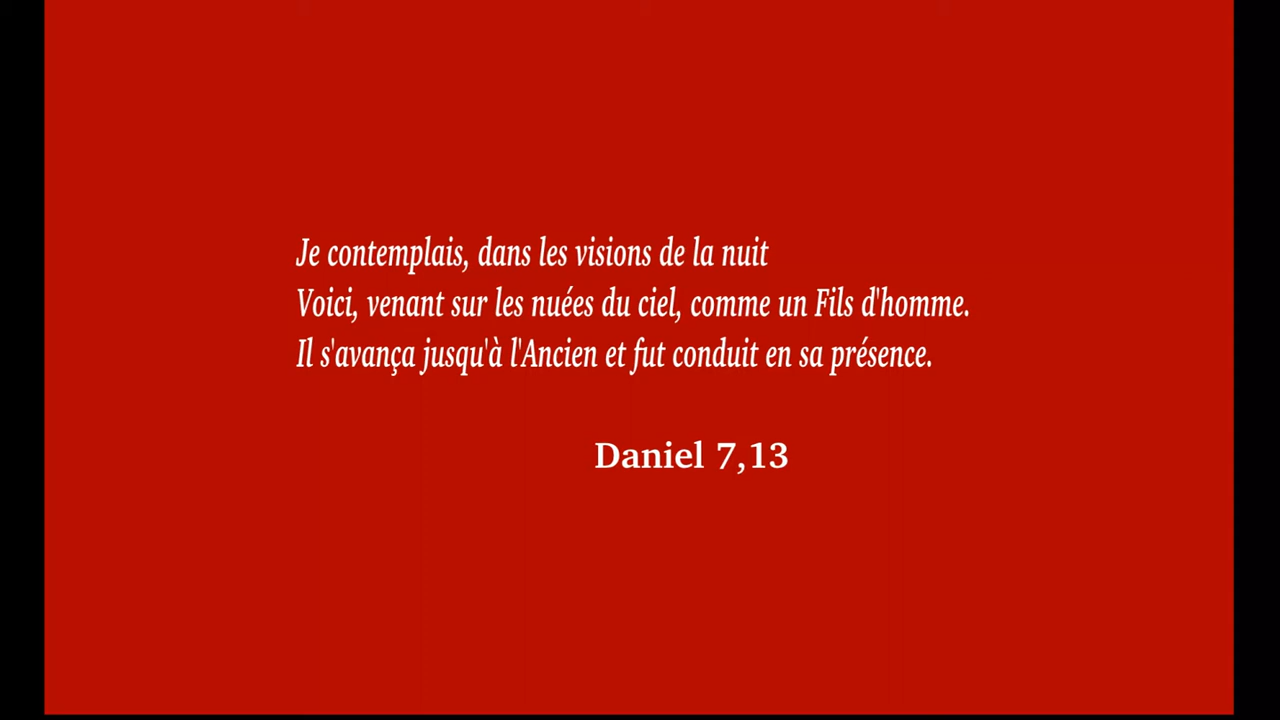 Je contemplais, dans les visions de la nuit
Voici, venant sur les nuées du ciel, comme un Fils d'homme.
Il s'avança jusqu'à l'Ancien et fut conduit en sa présence.
Daniel 7,13